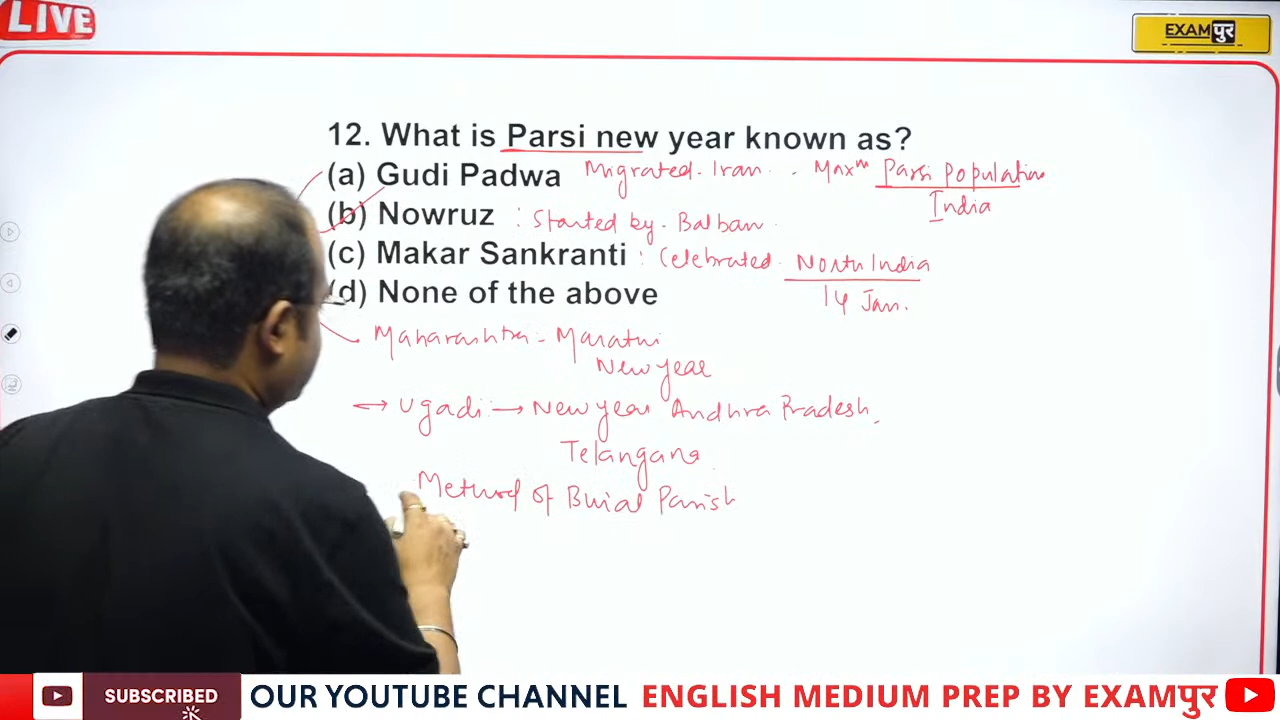 LIVE
EXAMपुर
12. What is Parsi new year known as?
(a) Gudi Padwa Migrated. Iran. . Maxm Parsi Population
India
(b) Nowruz : Started by. Balban
(c) Makar Sankranti : Celebrated. North India
14 Jan.
(d) None of the above
Maharashtra - Marathi
New year
↔ Ugadi: → New year Andhra Pradesh,
Telangana
Method of Burial
SUBSCRIBED OUR YOUTUBE CHANNEL ENGLISH MEDIUM PREP BY EXAMपुर